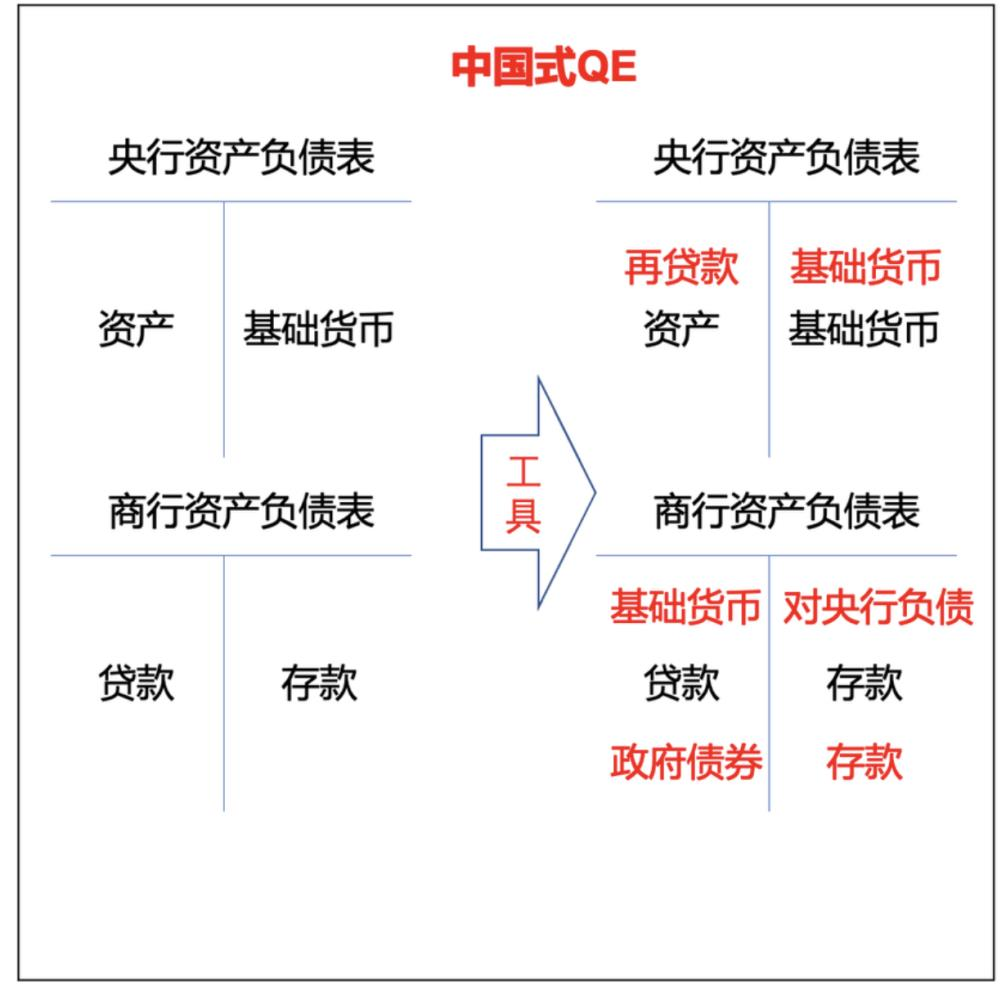 中国式QE
央行资产负债表
资产
基础货币
商行资产负债表
贷款
存款
工
具
央行资产负债表
再贷款
基础货币
资产
基础货币
商行资产负债表
基础货币
对央行负债
贷款
存款
政府债券
存款